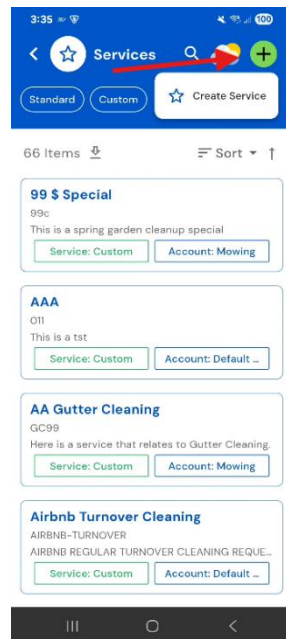 3:35
100
Services
Standard
Custom
Create Service
66 Items
Sort
99 $ Special
99c
This is a spring garden cleanup special
Service: Custom
Account: Mowing
AAA
011
This is a tst
Service: Custom
Account: Default ...
AA Gutter Cleaning
GC99
Here is a service that relates to Gutter Cleaning.
Service: Custom
Account: Mowing
Airbnb Turnover Cleaning
AIRBNB-TURNOVER
AIRBNB REGULAR TURNOVER CLEANING REQUE...
Service: Custom
Account: Default ...